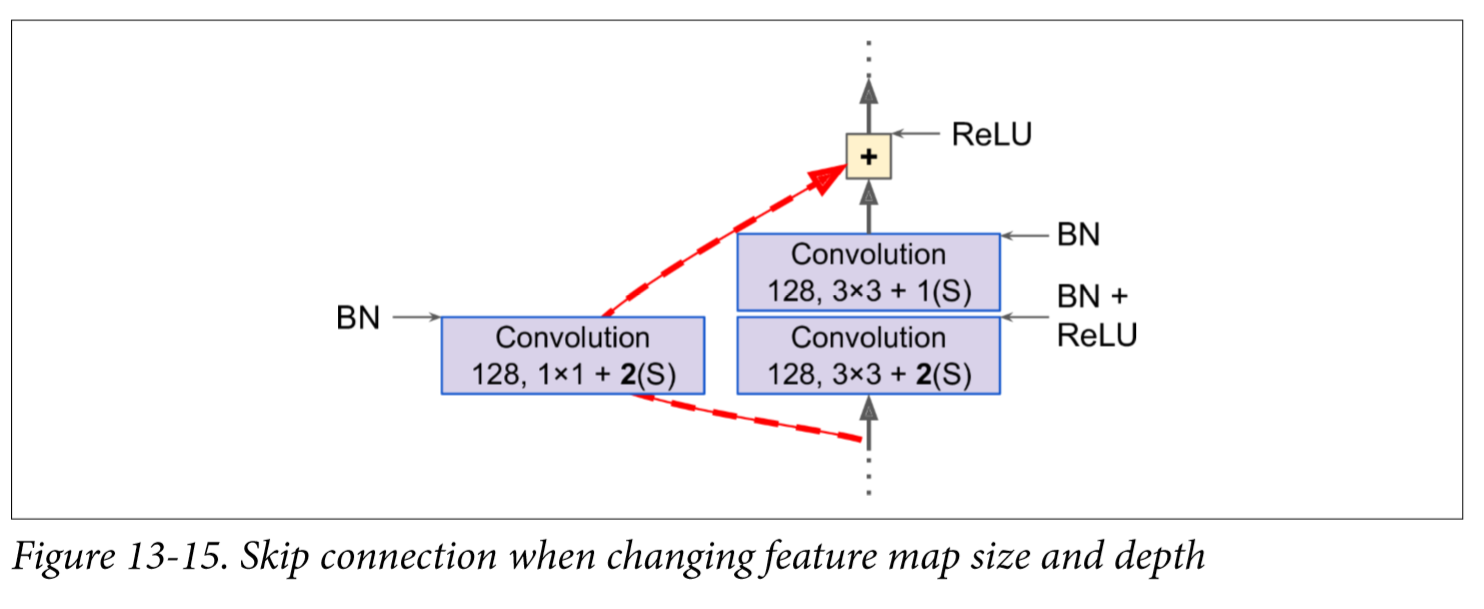 +
ReLU
Convolution
128, 3×3 + 1(S)
BN
BN +
ReLU
BN
Convolution
128, 1×1 + 2(S)
Convolution
128, 3×3 + 2(S)
Figure 13-15. Skip connection when changing feature map size and depth